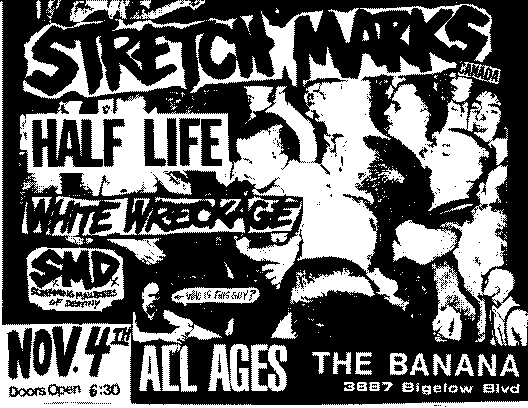 STRETCH MARKS
CANADA
HALF LIFE
WHITE WRECKAGE
SMD
SCREAMING MALLARDS
OF DESTINY
← WHO IS THIS GUY?
NOV. 4TH
Doors Open 6:30
ALL AGES
THE BANANA
3887 Bigelow Blvd